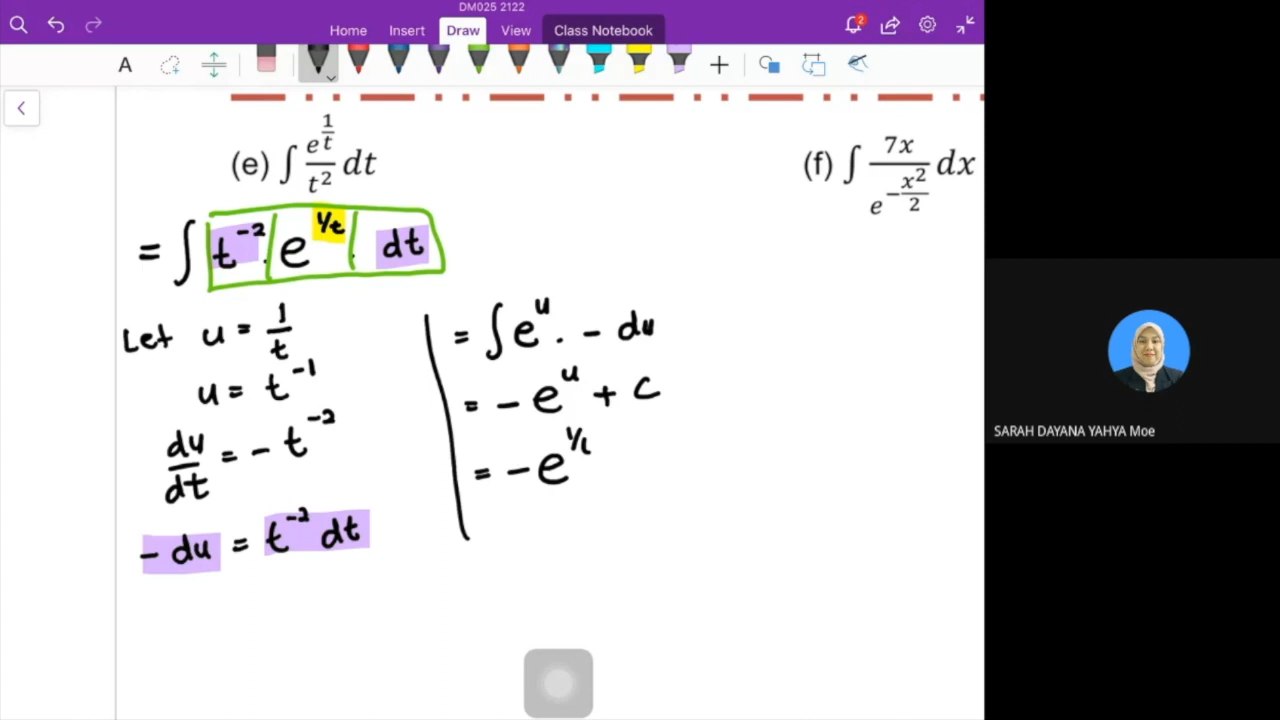 DM025 2122
Home Insert Draw View Class Notebook
2
A
(e) ∫ e^{1/t}/t² dt
(f) ∫ 7x/e^{-x²/2} dx
= ∫ t⁻² · e^{1/t} · dt
Let u = 1/t
u = t⁻¹
du/dt = - t⁻²
- du = t⁻² dt
= ∫ e^u · - du
= - e^u + c
= - e^{1/t}
SARAH DAYANA YAHYA Moe